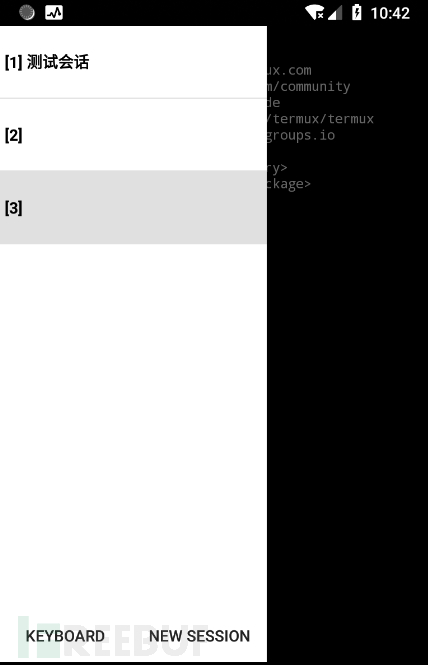 10:42
[1] 测试会话
[2]
[3]
ux.com
m/community
de
/termux/termux
groups.io
ry>
ckage>
KEYBOARD
NEW SESSION
FREEBUF